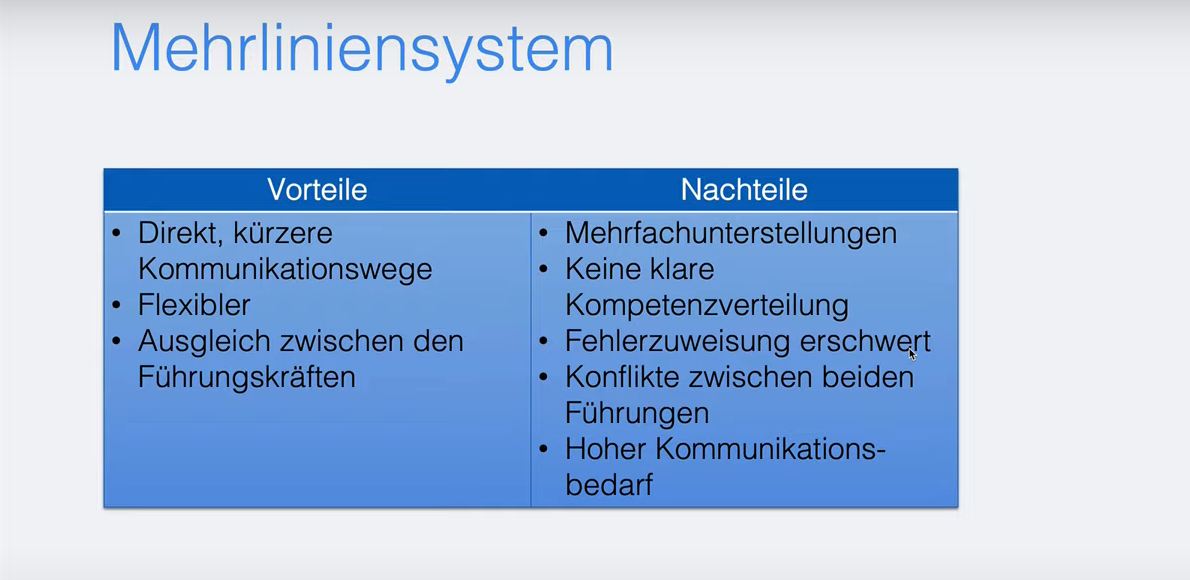 Mehrliniensystem
Vorteile
• Direkt, kürzere
Kommunikationswege
• Flexibler
• Ausgleich zwischen den
Führungskräften
Nachteile
• Mehrfachunterstellungen
• Keine klare
Kompetenzverteilung
• Fehlerzuweisung erschwert
• Konflikte zwischen beiden
Führungen
• Hoher Kommunikations-
bedarf